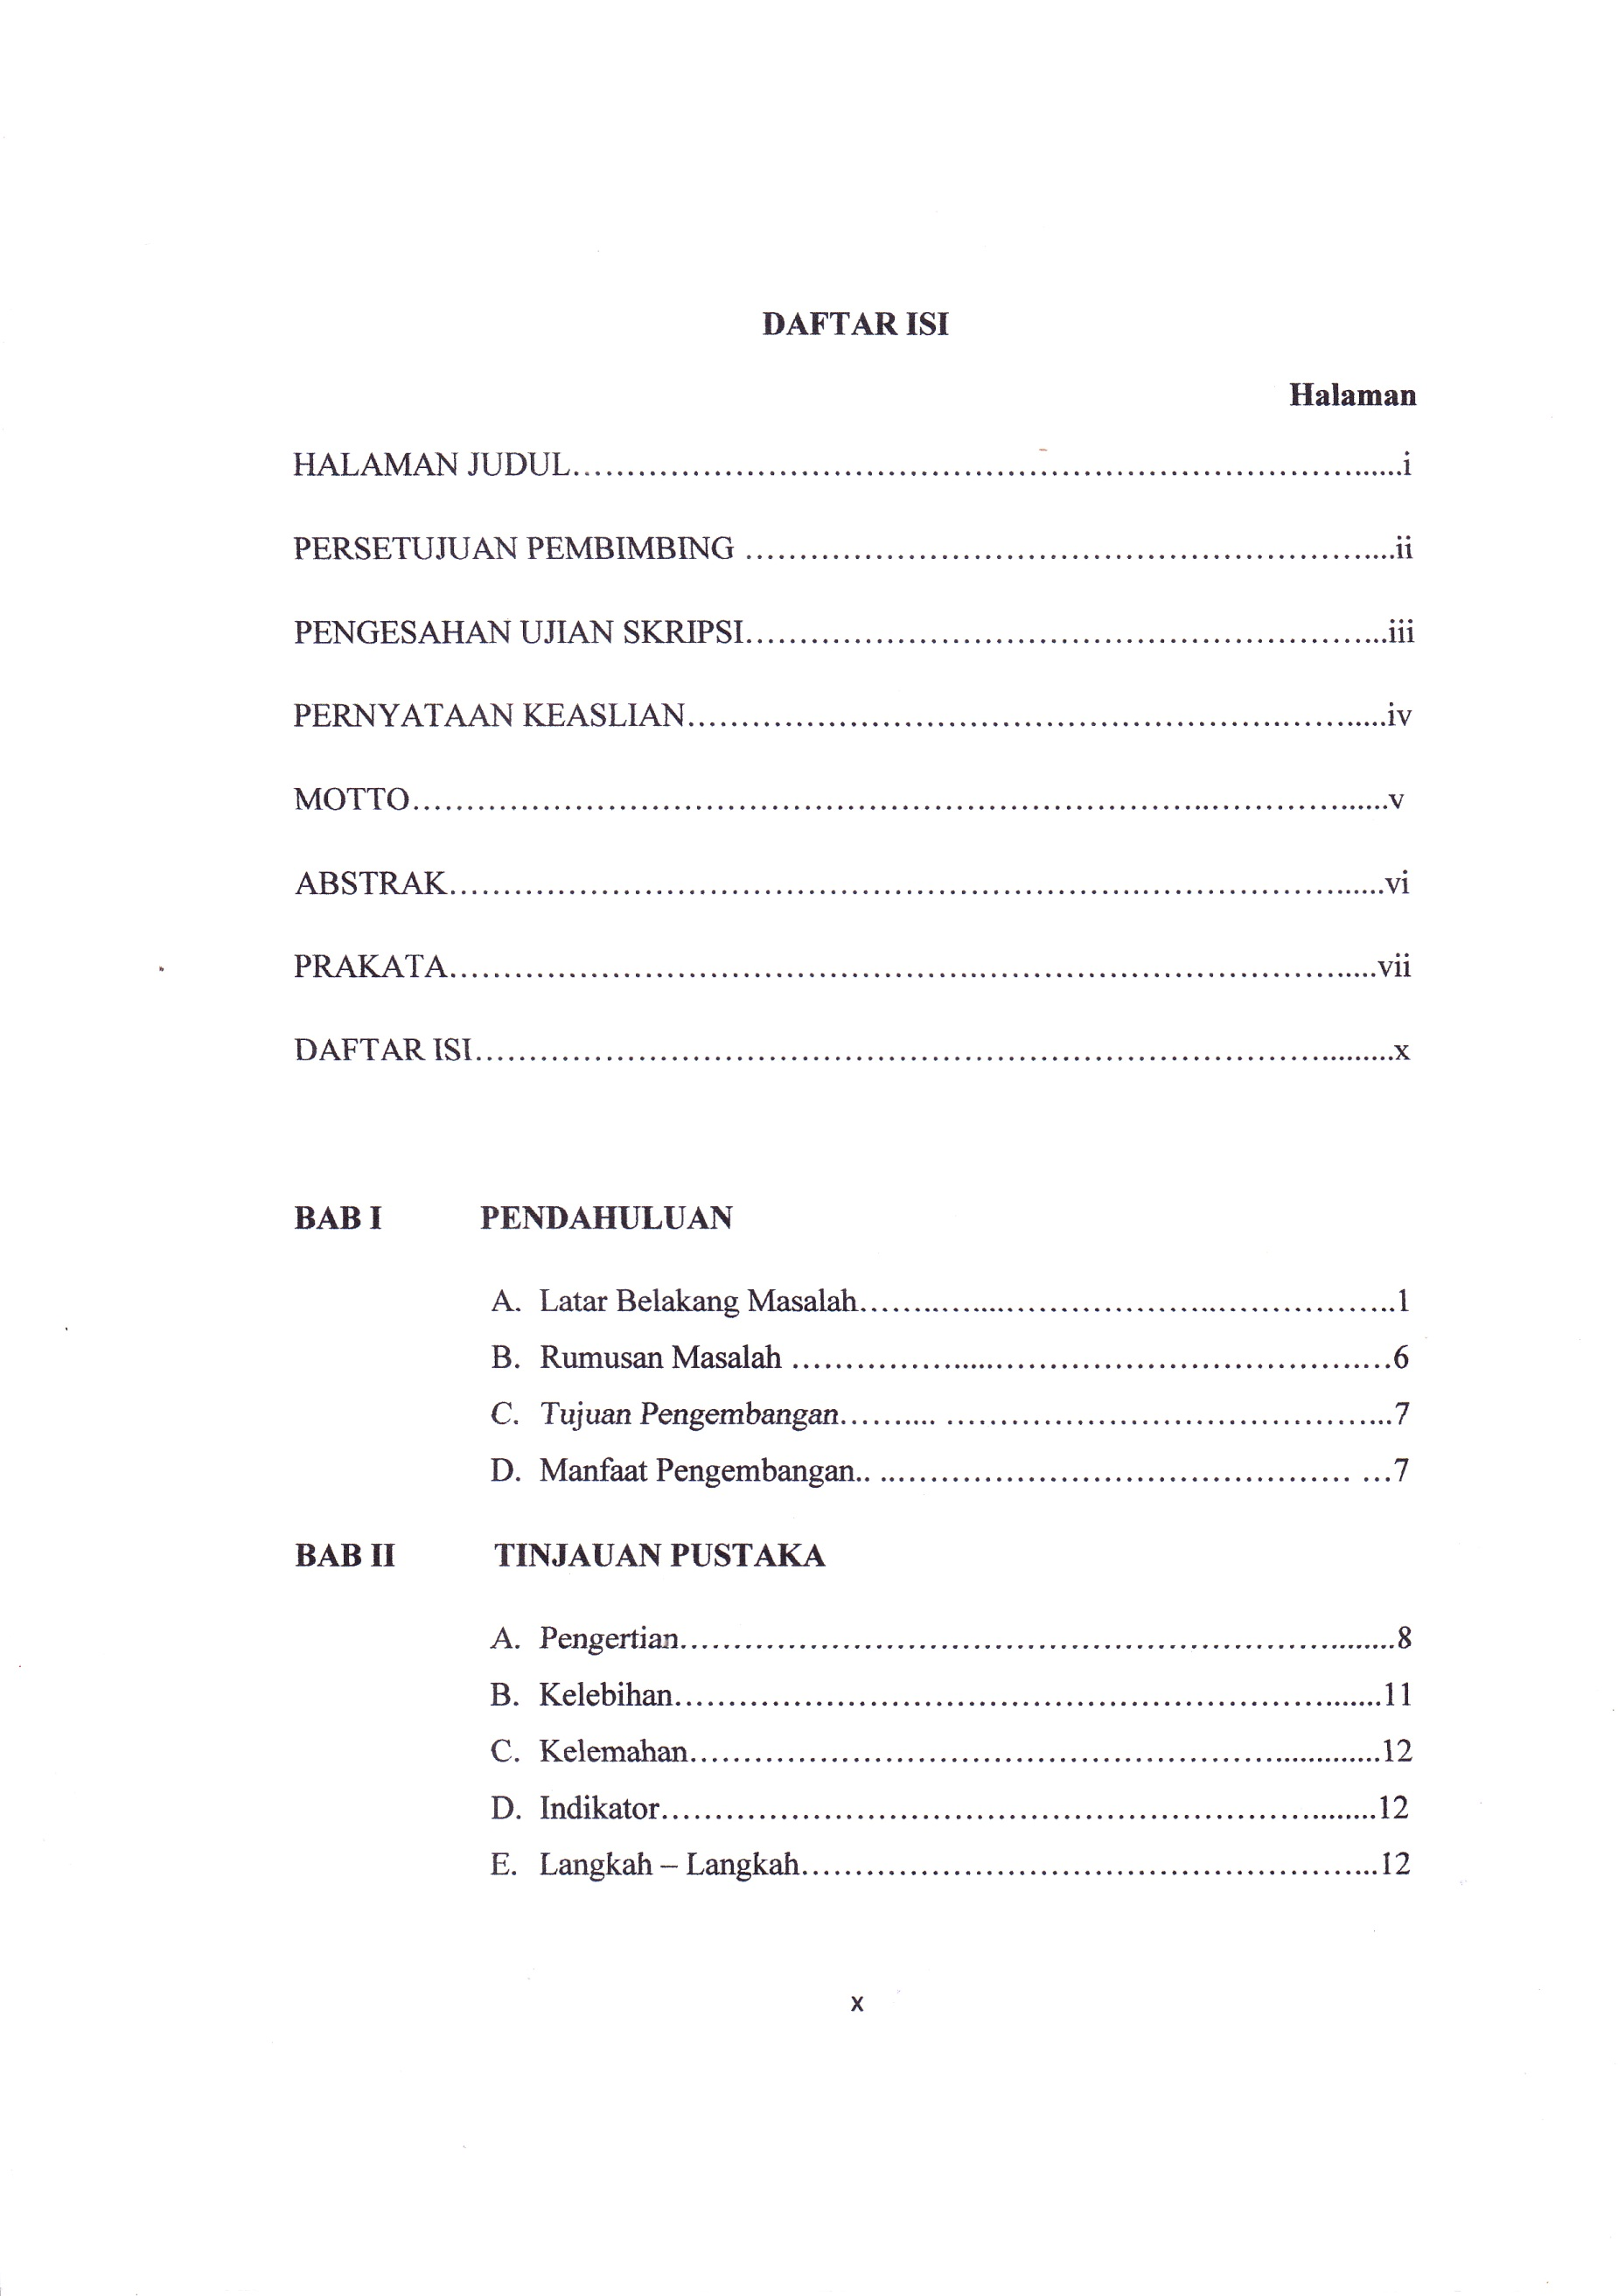 DAFTAR ISI
Halaman
HALAMAN JUDUL..........................................................................i
PERSETUJUAN PEMBIMBING ..........................................................ii
PENGESAHAN UJIAN SKRIPSI..........................................................iii
PERNYATAAN KEASLIAN...............................................................iv
MOTTO........................................................................................v
ABSTRAK.....................................................................................vi
PRAKATA....................................................................................vii
DAFTAR ISI...................................................................................x
BAB I PENDAHULUAN
A. Latar Belakang Masalah..................................................1
B. Rumusan Masalah ........................................................6
C. Tujuan Pengembangan......... ..........................................7
D. Manfaat Pengembangan.. ............................................ ...7
BAB II TINJAUAN PUSTAKA
A. Pengertian..................................................................8
B. Kelebihan.................................................................11
C. Kelemahan................................................................12
D. Indikator..................................................................12
E. Langkah – Langkah.....................................................12
x